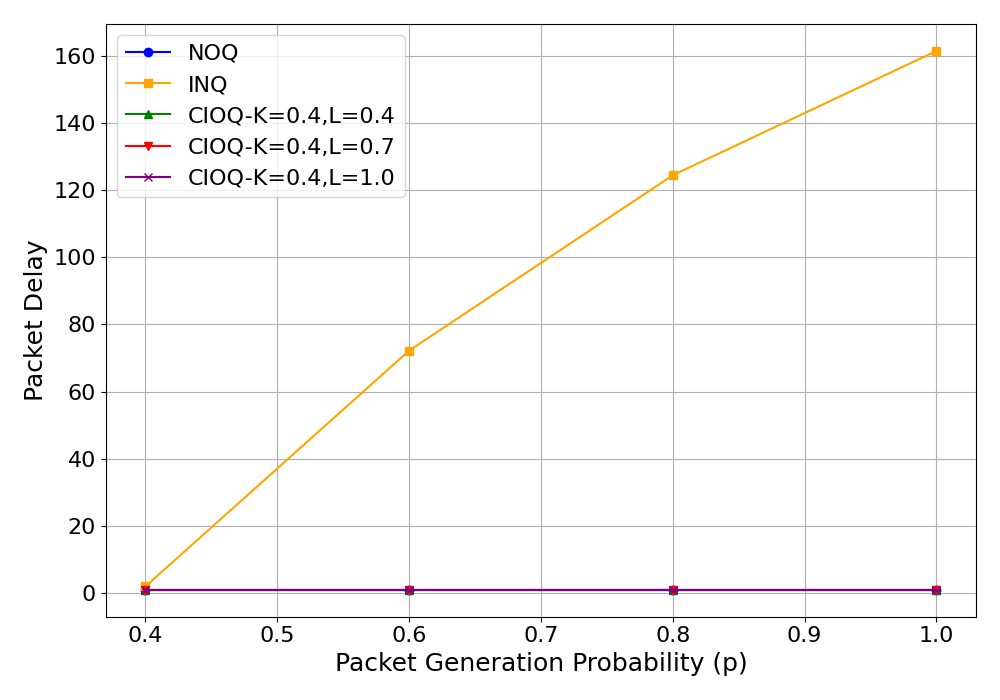 NOQ
INQ
CIOQ-K=0.4,L=0.4
CIOQ-K=0.4,L=0.7
CIOQ-K=0.4,L=1.0
160
140
120
100
80
60
40
20
0
Packet Delay
0.4 0.5 0.6 0.7 0.8 0.9 1.0
Packet Generation Probability (p)